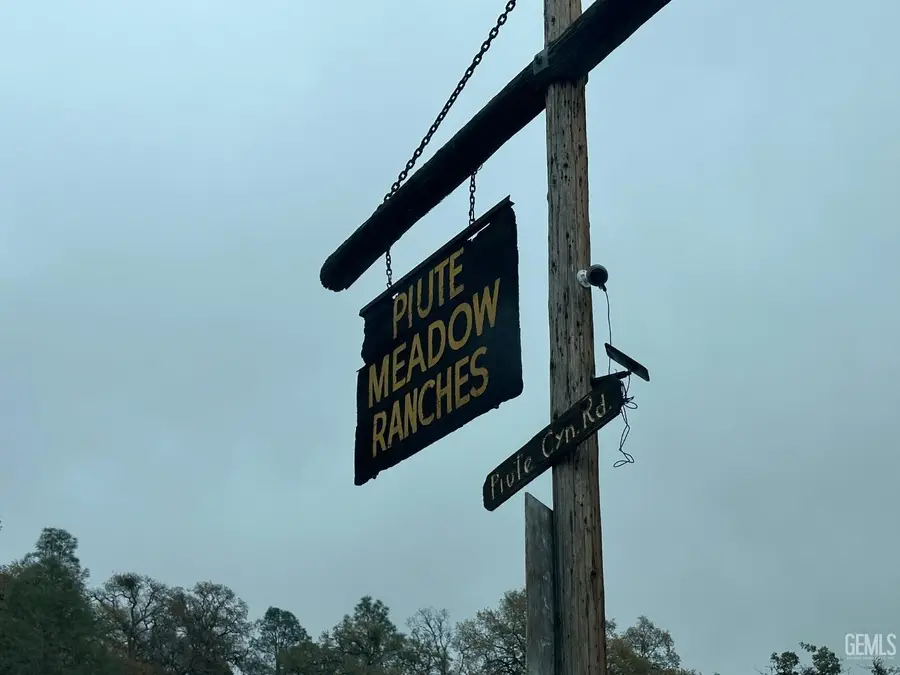 PIUTE
MEADOW
RANCHES
Piute Cyn. Rd.
GEMLS